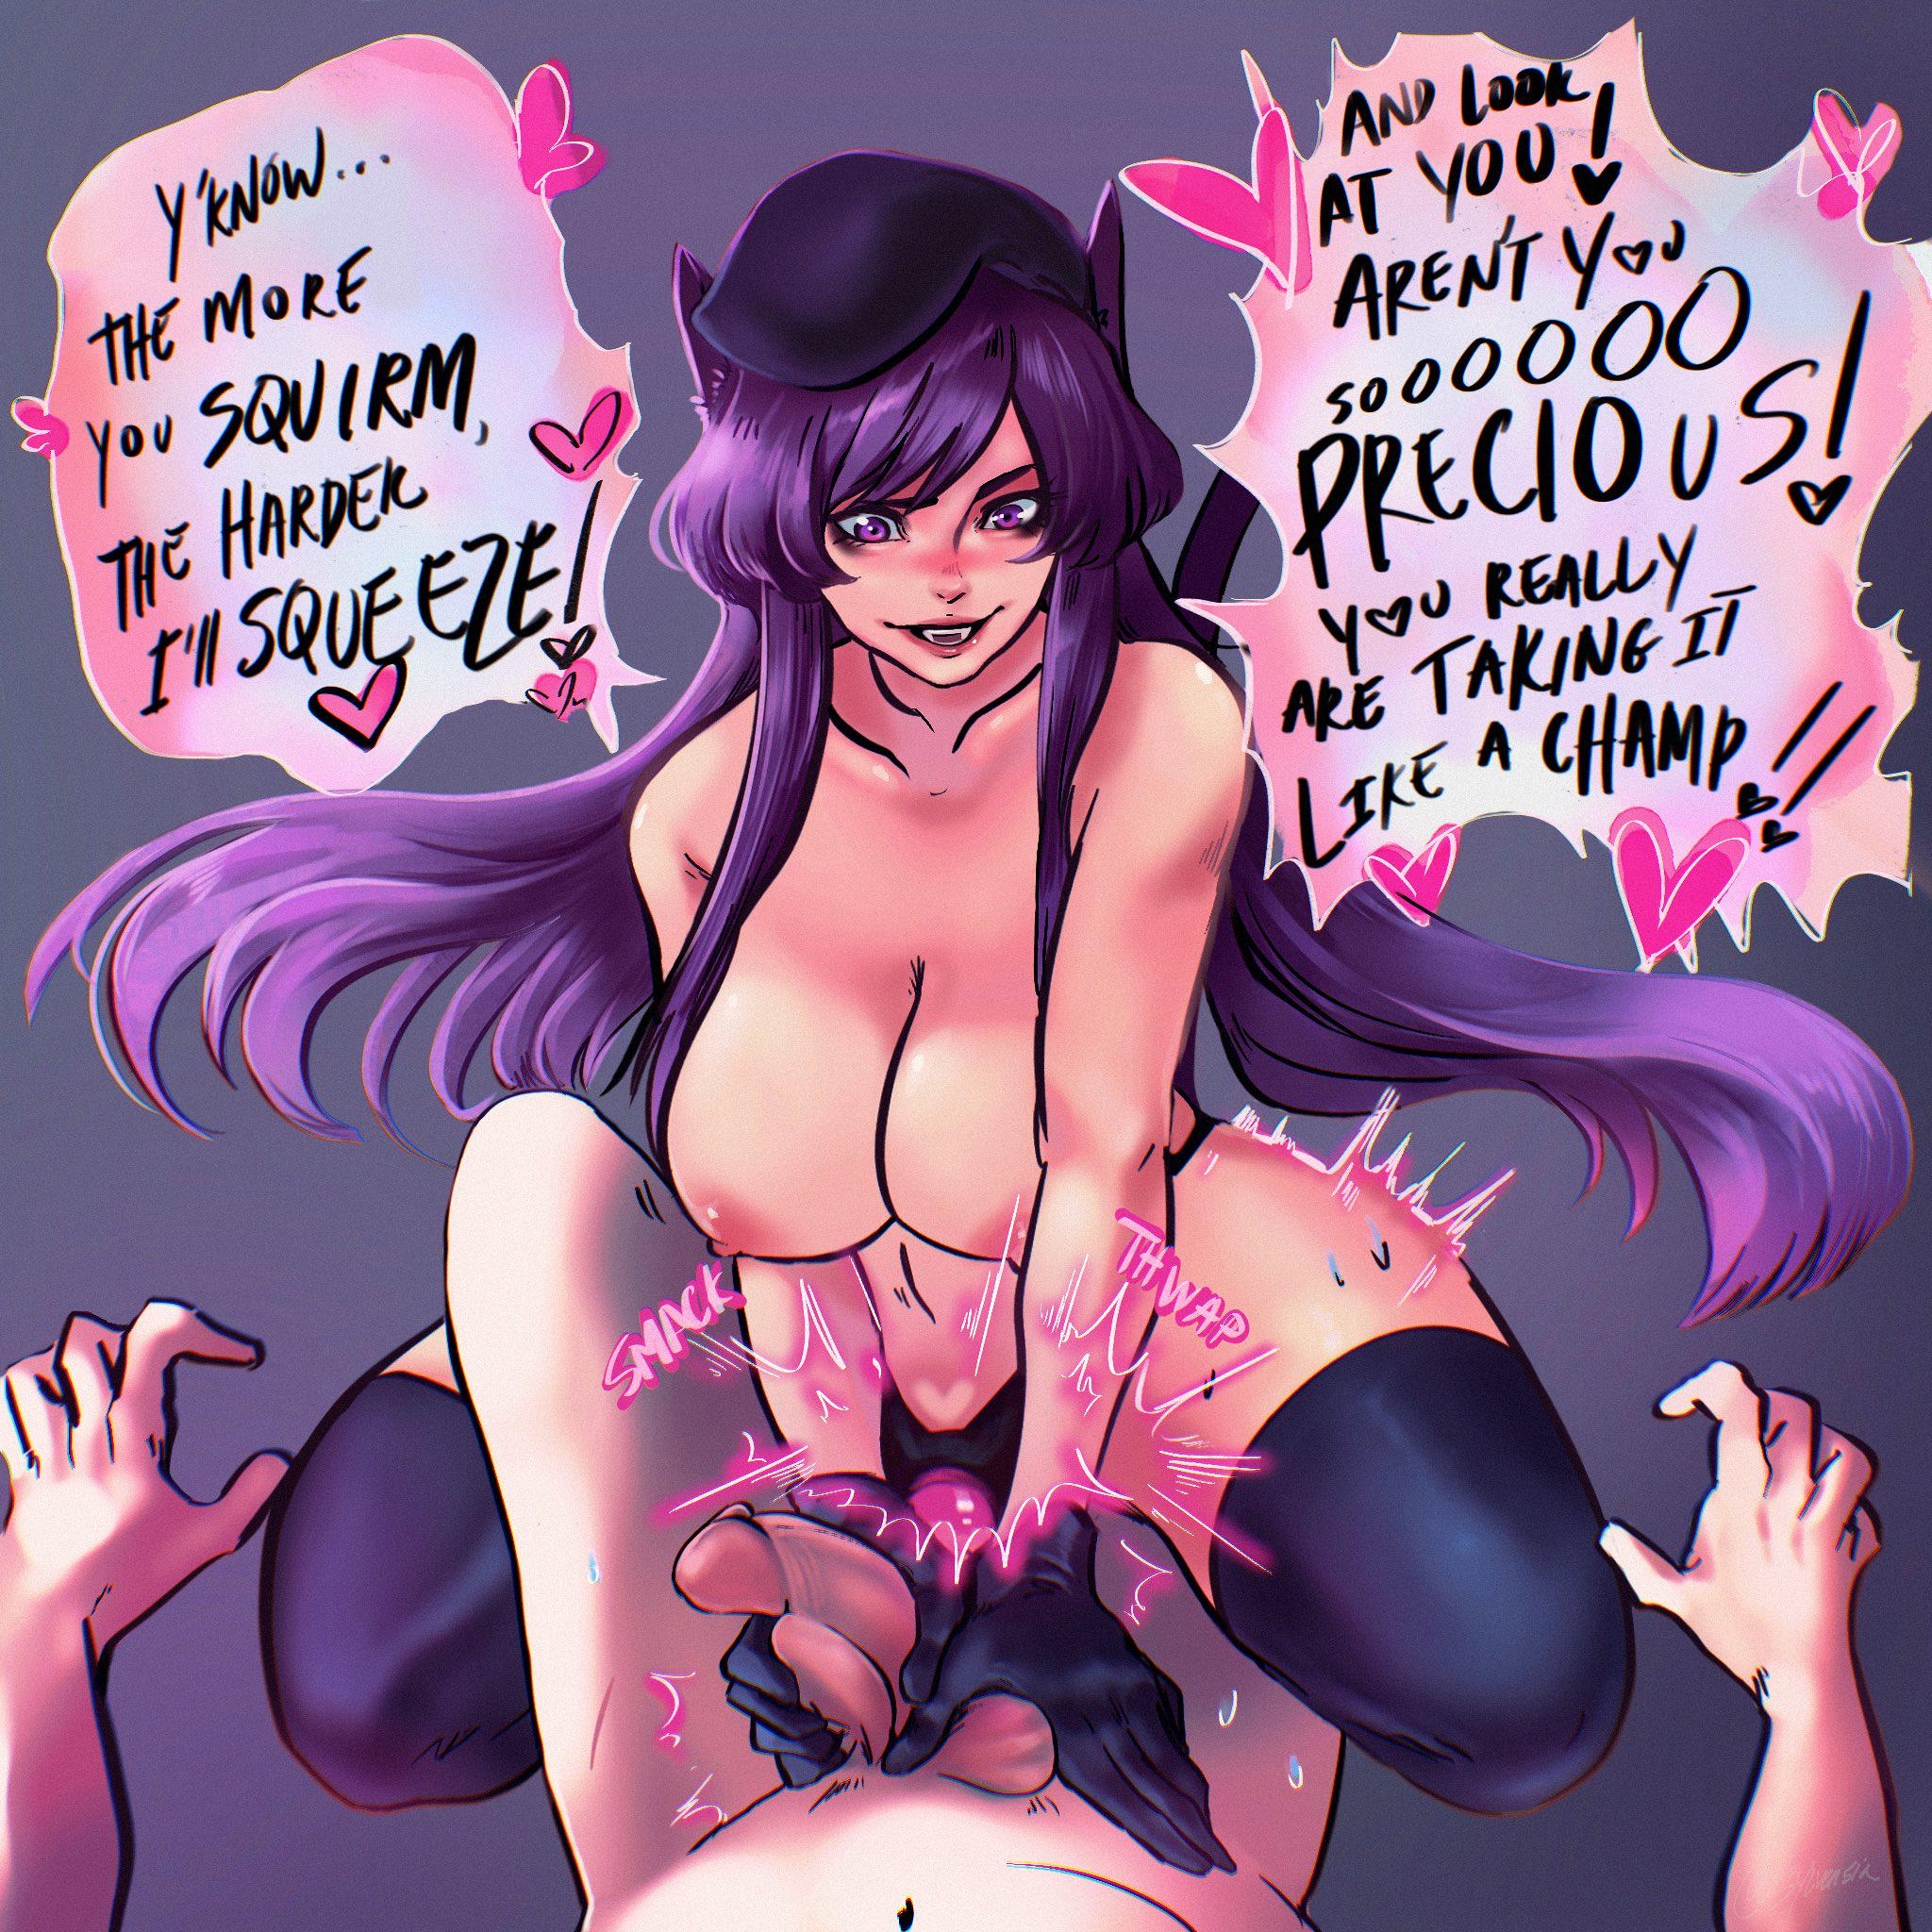 Y'KNOW...
THE MORE
YOU SQUIRM,
THE HARDER
I'll SQUEEZE!
AND LOOK
AT YOU!
AREN'T YOU
SOOOOOOO
PRECIOUS!
YOU REALLY
ARE TAKING IT
LIKE A CHAMP!!
SMACK
THWAP